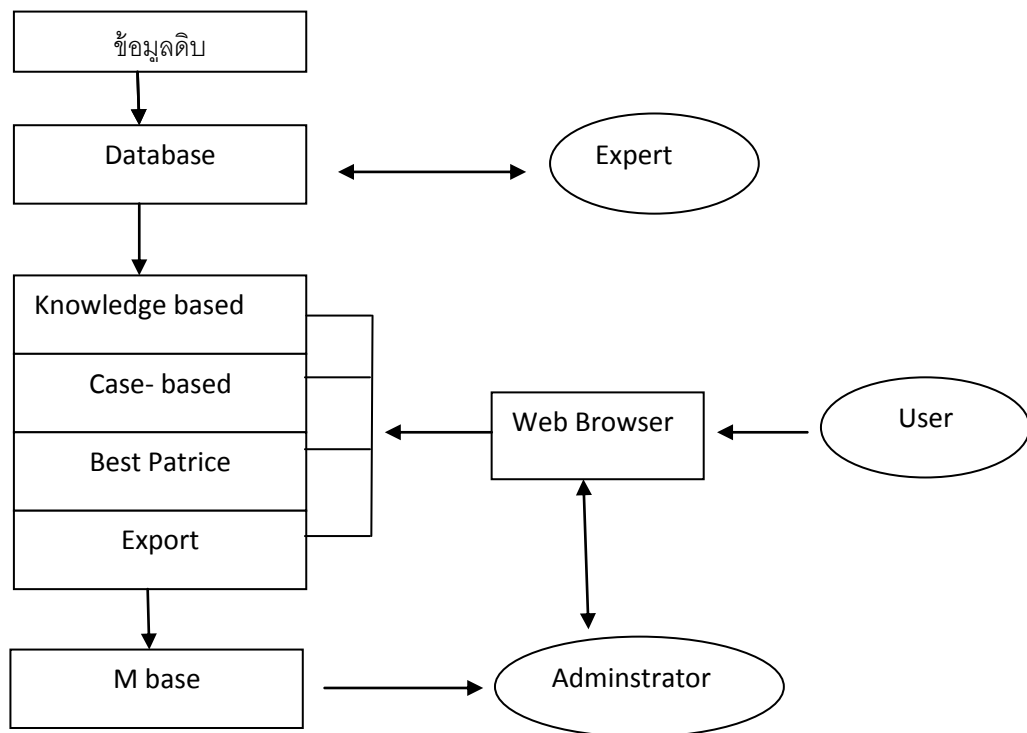 ข้อมูลดิบ
Database
Expert
Knowledge based
Case- based
Best Patrice
Export
Web Browser
User
M base
Adminstrator